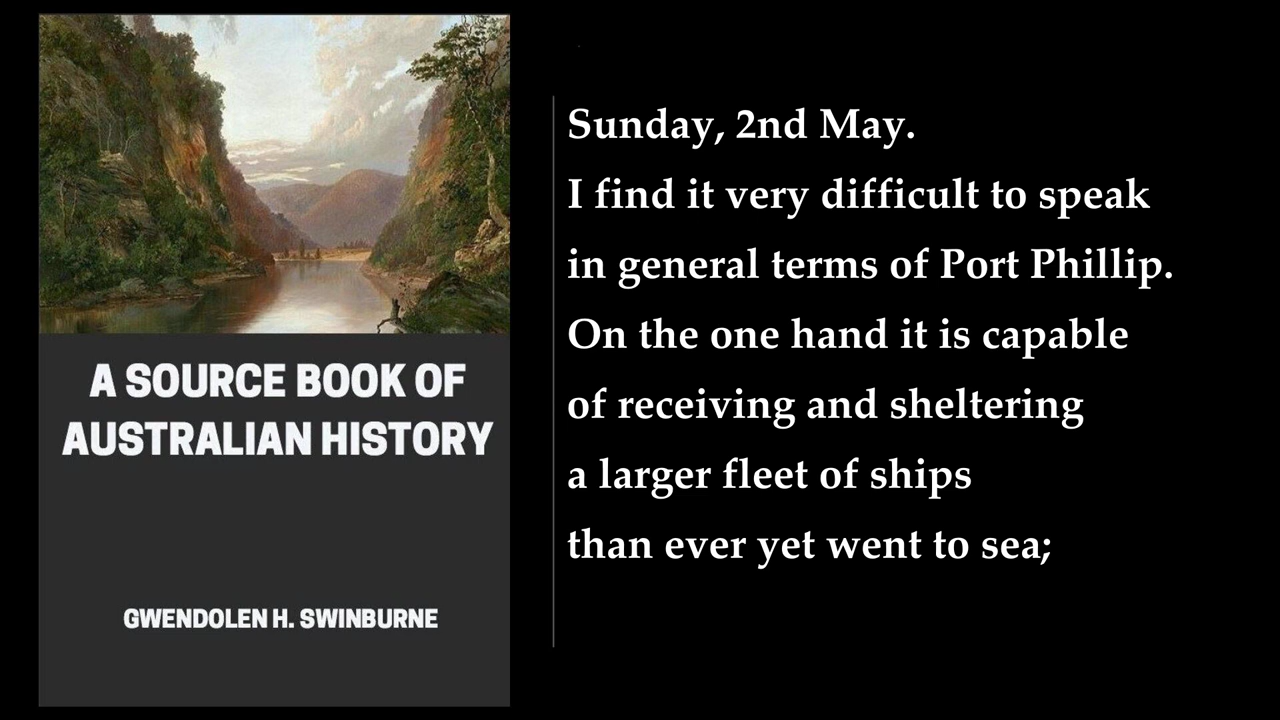 A SOURCE BOOK OF
AUSTRALIAN HISTORY
GWENDOLEN H. SWINBURNE
Sunday, 2nd May.
I find it very difficult to speak
in general terms of Port Phillip.
On the one hand it is capable
of receiving and sheltering
a larger fleet of ships
than ever yet went to sea;